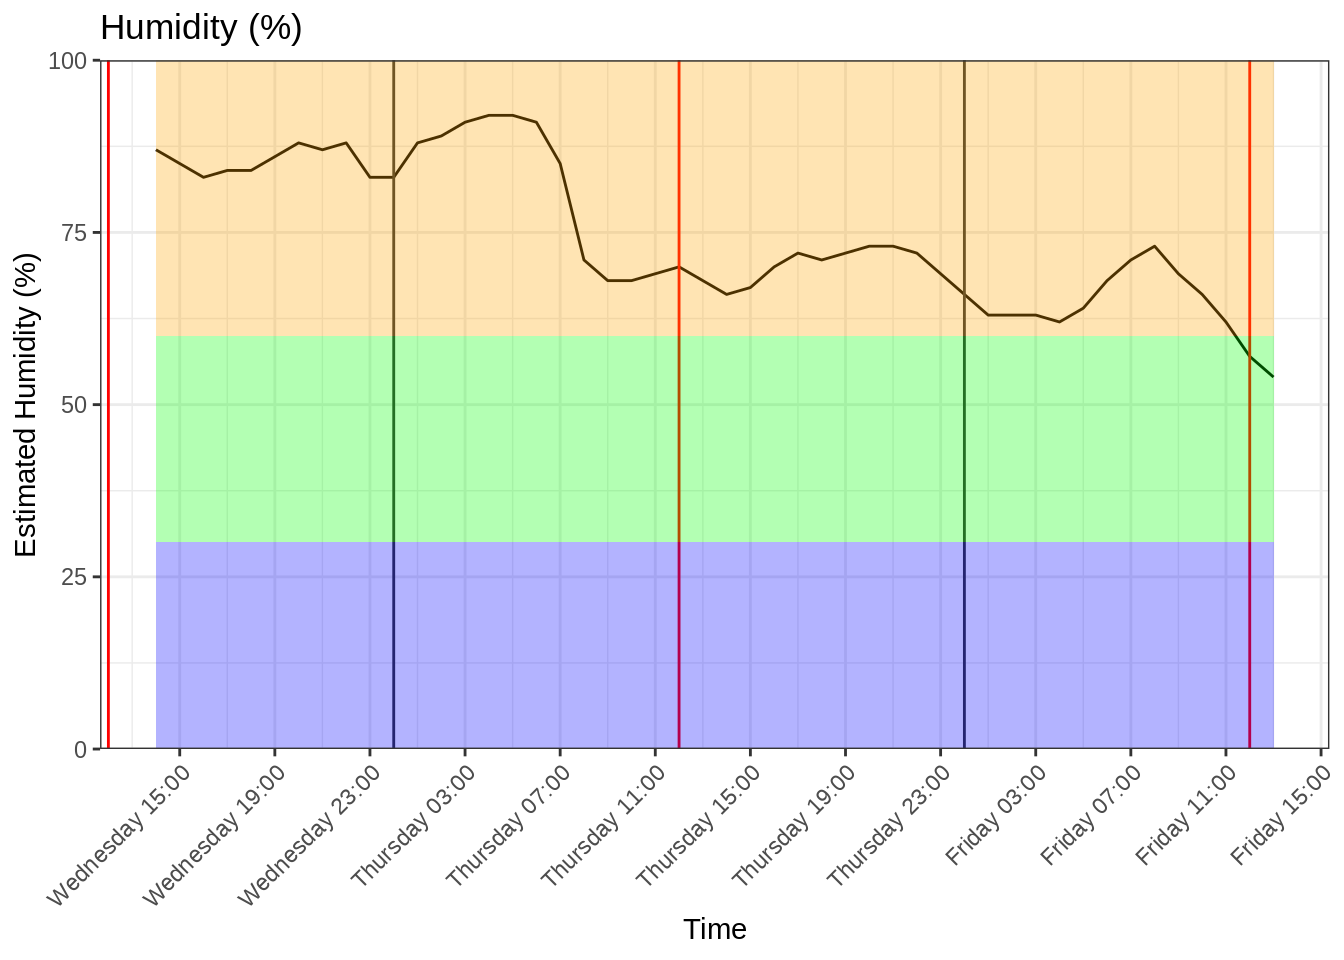 Humidity (%)
Estimated Humidity (%)
100
75
50
25
0
Wednesday 15:00
Wednesday 19:00
Wednesday 23:00
Thursday 03:00
Thursday 07:00
Thursday 11:00
Thursday 15:00
Thursday 19:00
Thursday 23:00
Friday 03:00
Friday 07:00
Friday 11:00
Friday 15:00
Time